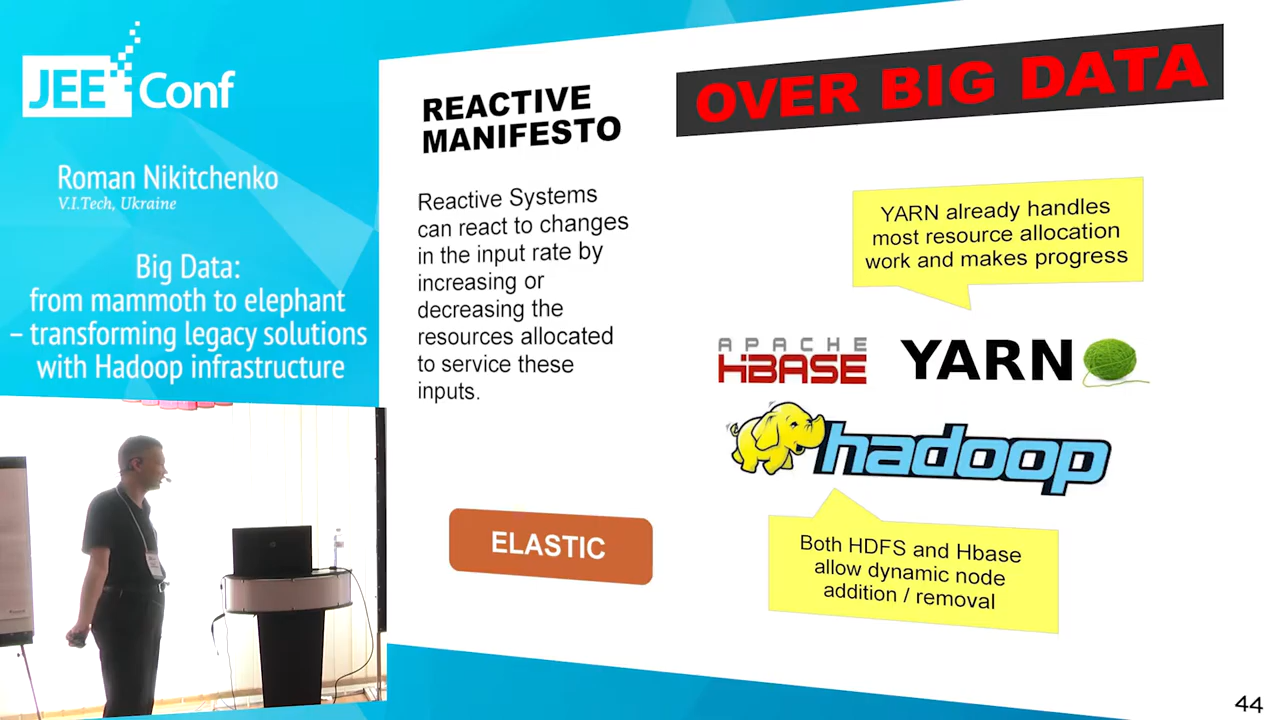 JEE Conf
Roman Nikitchenko
V.I.Tech, Ukraine
Big Data:
from mammoth to elephant
– transforming legacy solutions
with Hadoop infrastructure
REACTIVE
MANIFESTO
Reactive Systems
can react to changes
in the input rate by
increasing or
decreasing the
resources allocated
to service these
inputs.
ELASTIC
OVER BIG DATA
YARN already handles
most resource allocation
work and makes progress
APACHE
HBASE
YARN
hadoop
Both HDFS and Hbase
allow dynamic node
addition / removal
44